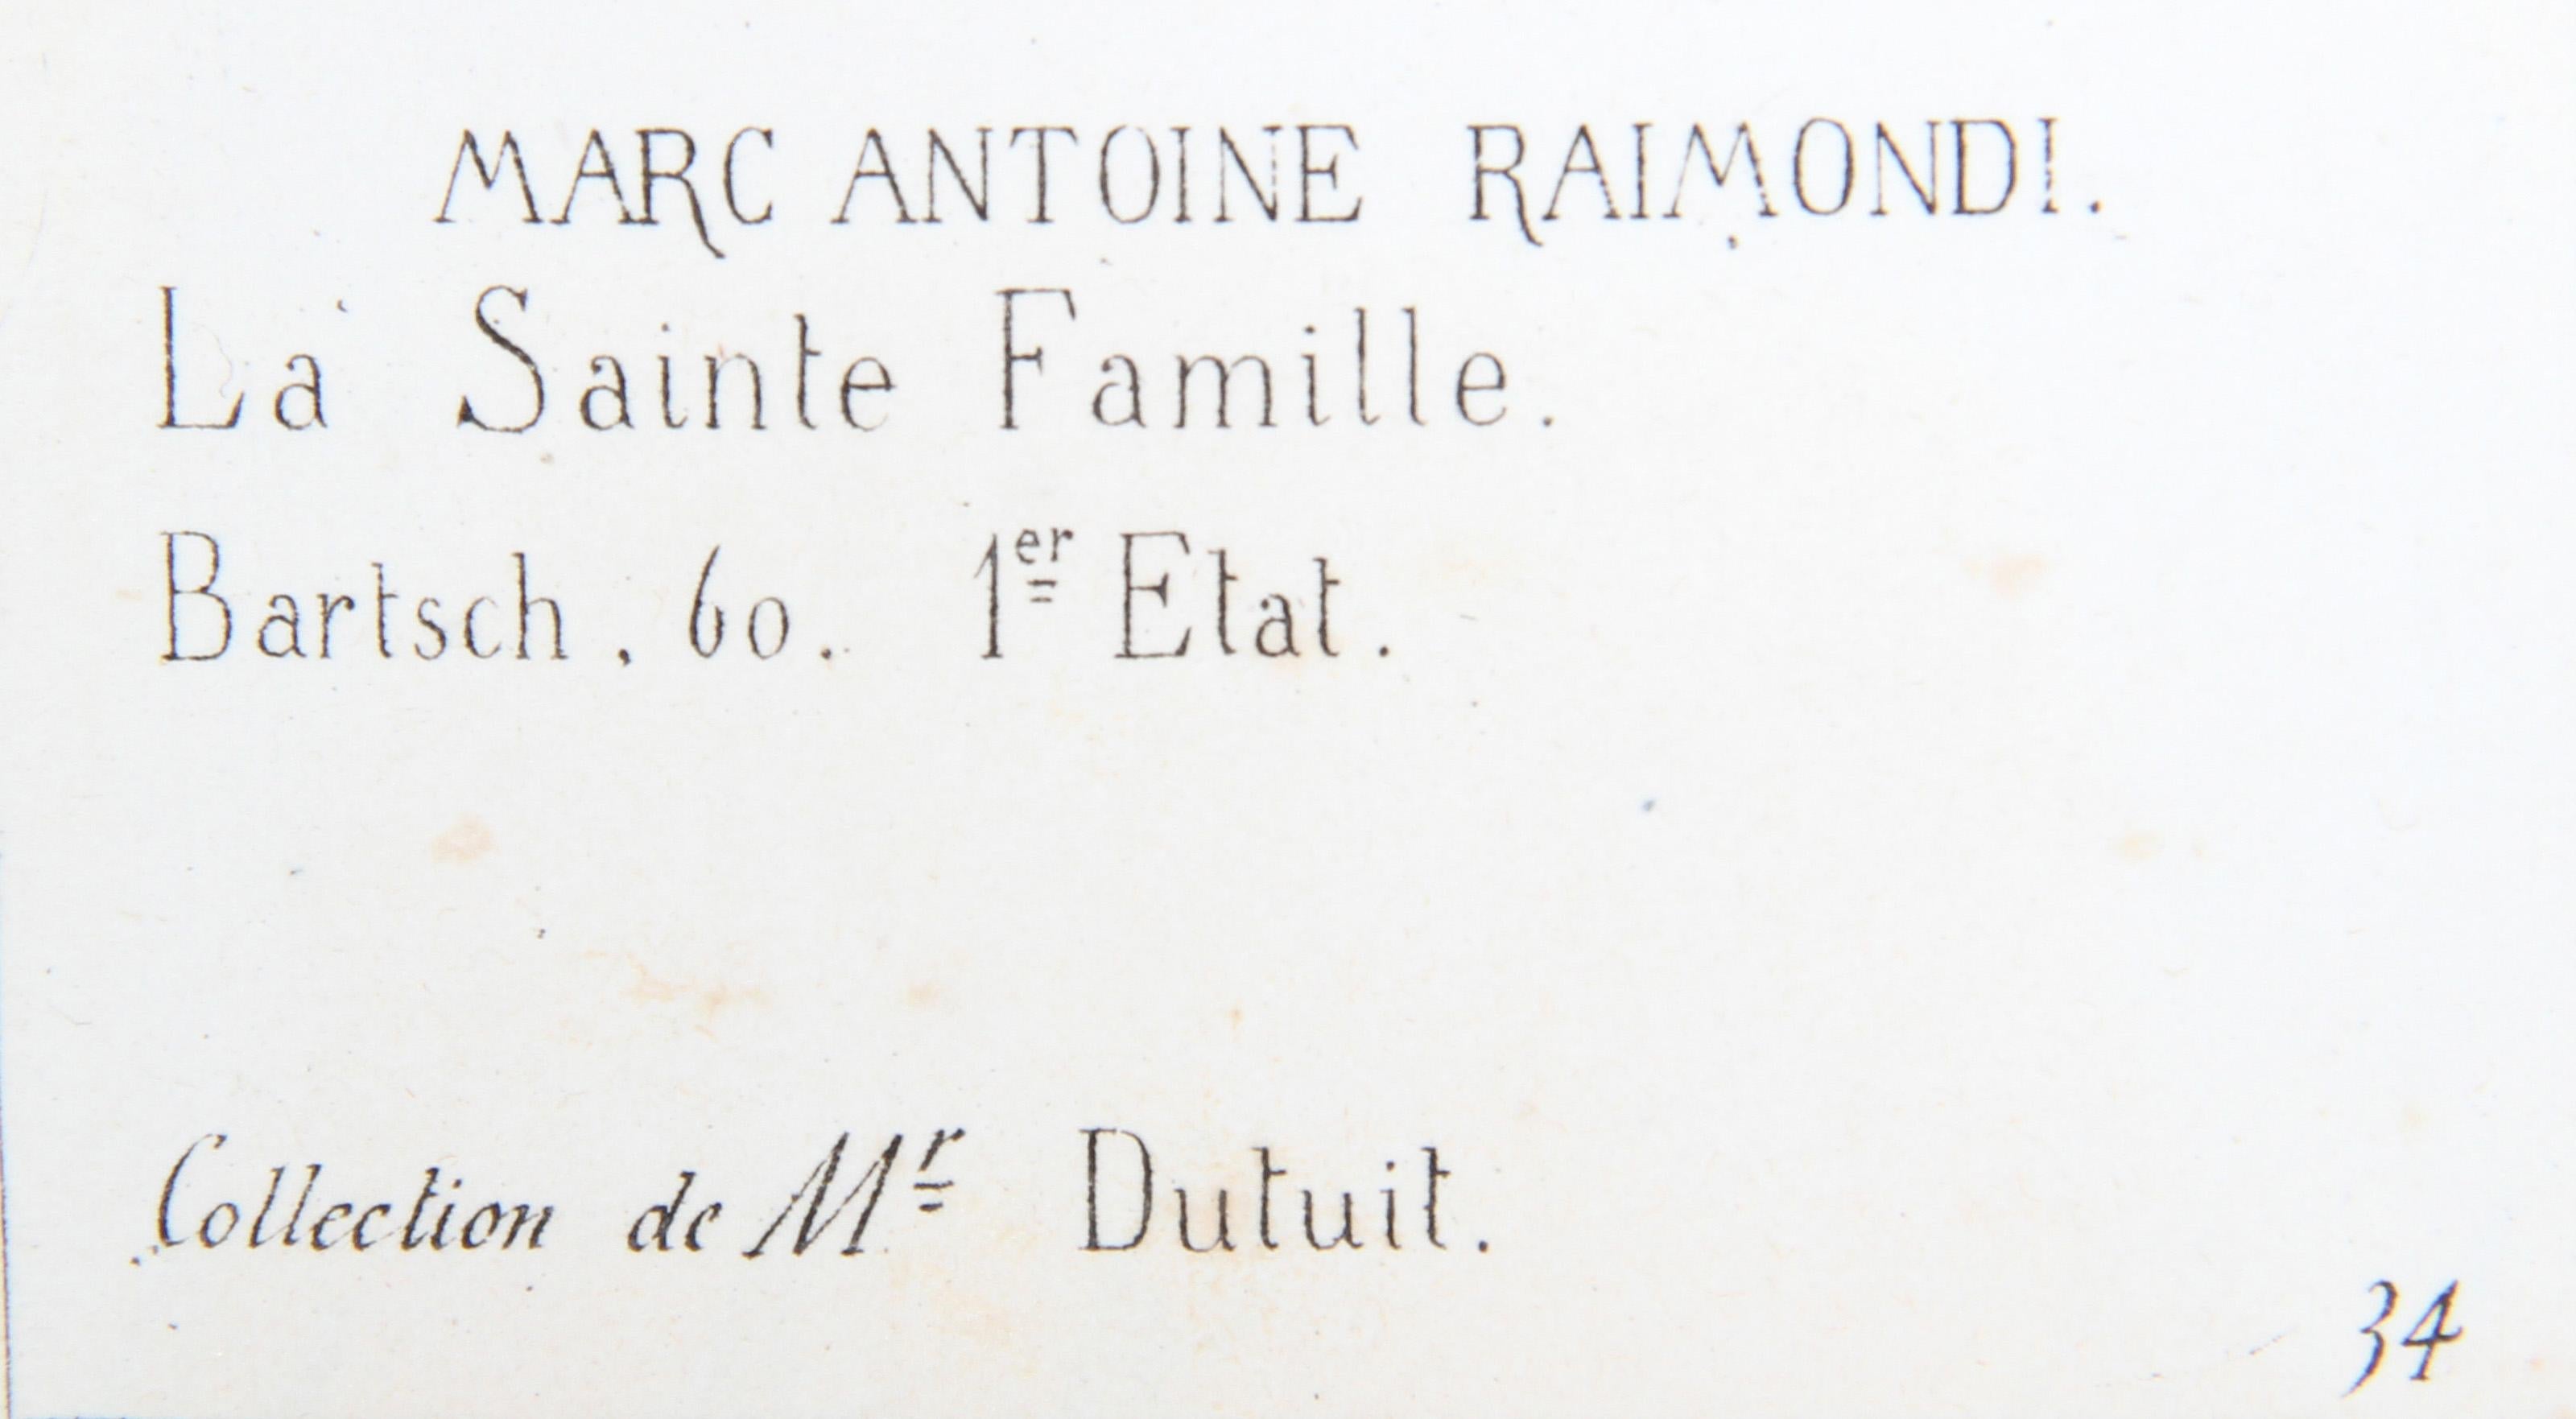 MARC ANTOINE RAIMONDI.
La Sainte Famille.
Bartsch. 60. 1er Etat.
Collection de Mr Dutuit.
34